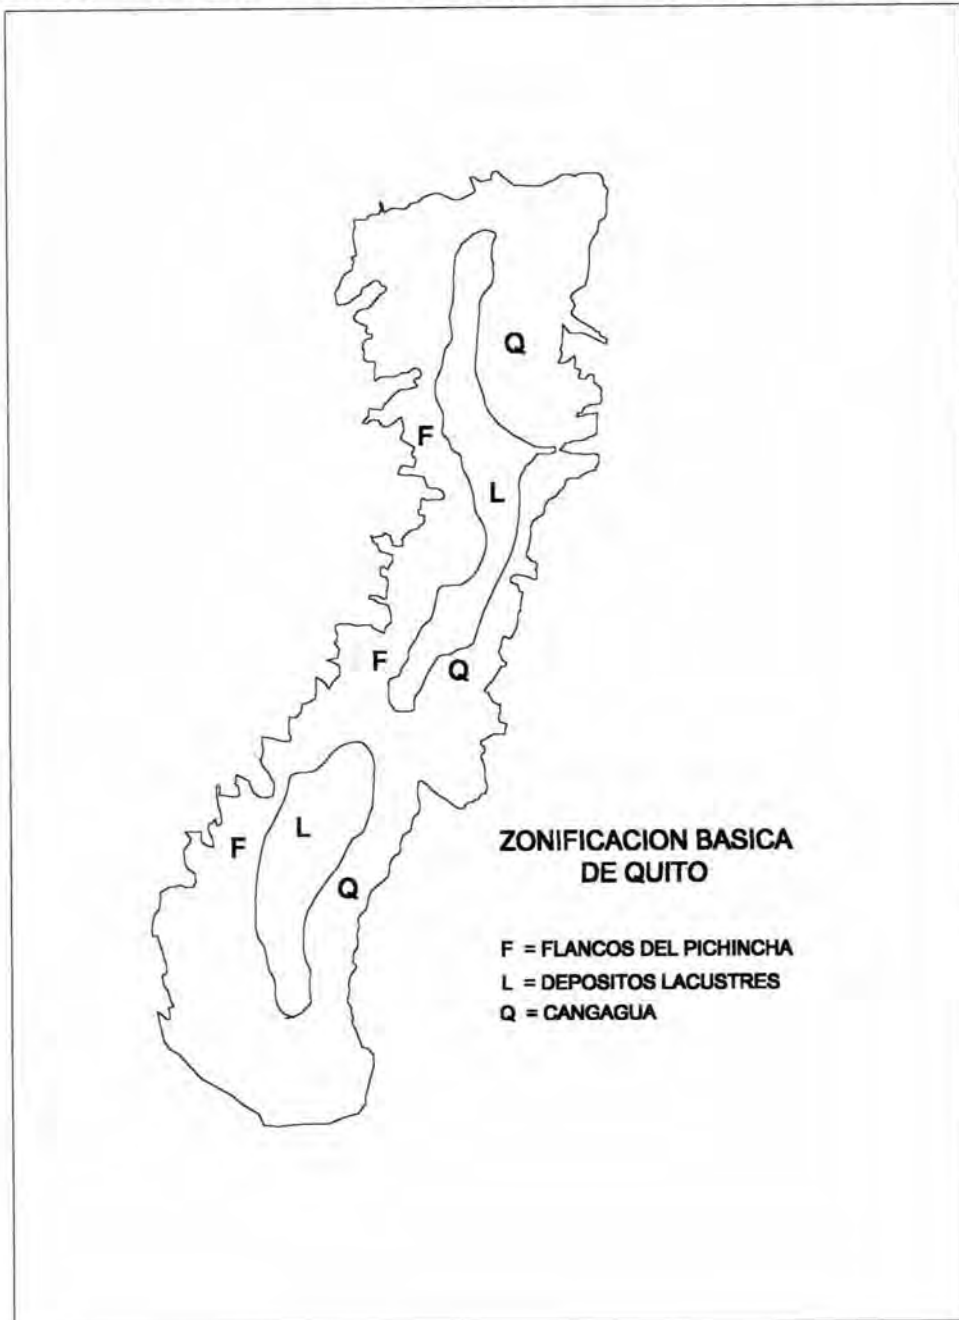 Q
F
L
F
Q
L
F
Q
ZONIFICACION BASICA
DE QUITO
F = FLANCOS DEL PICHINCHA
L = DEPOSITOS LACUSTRES
Q = CANGAGUA